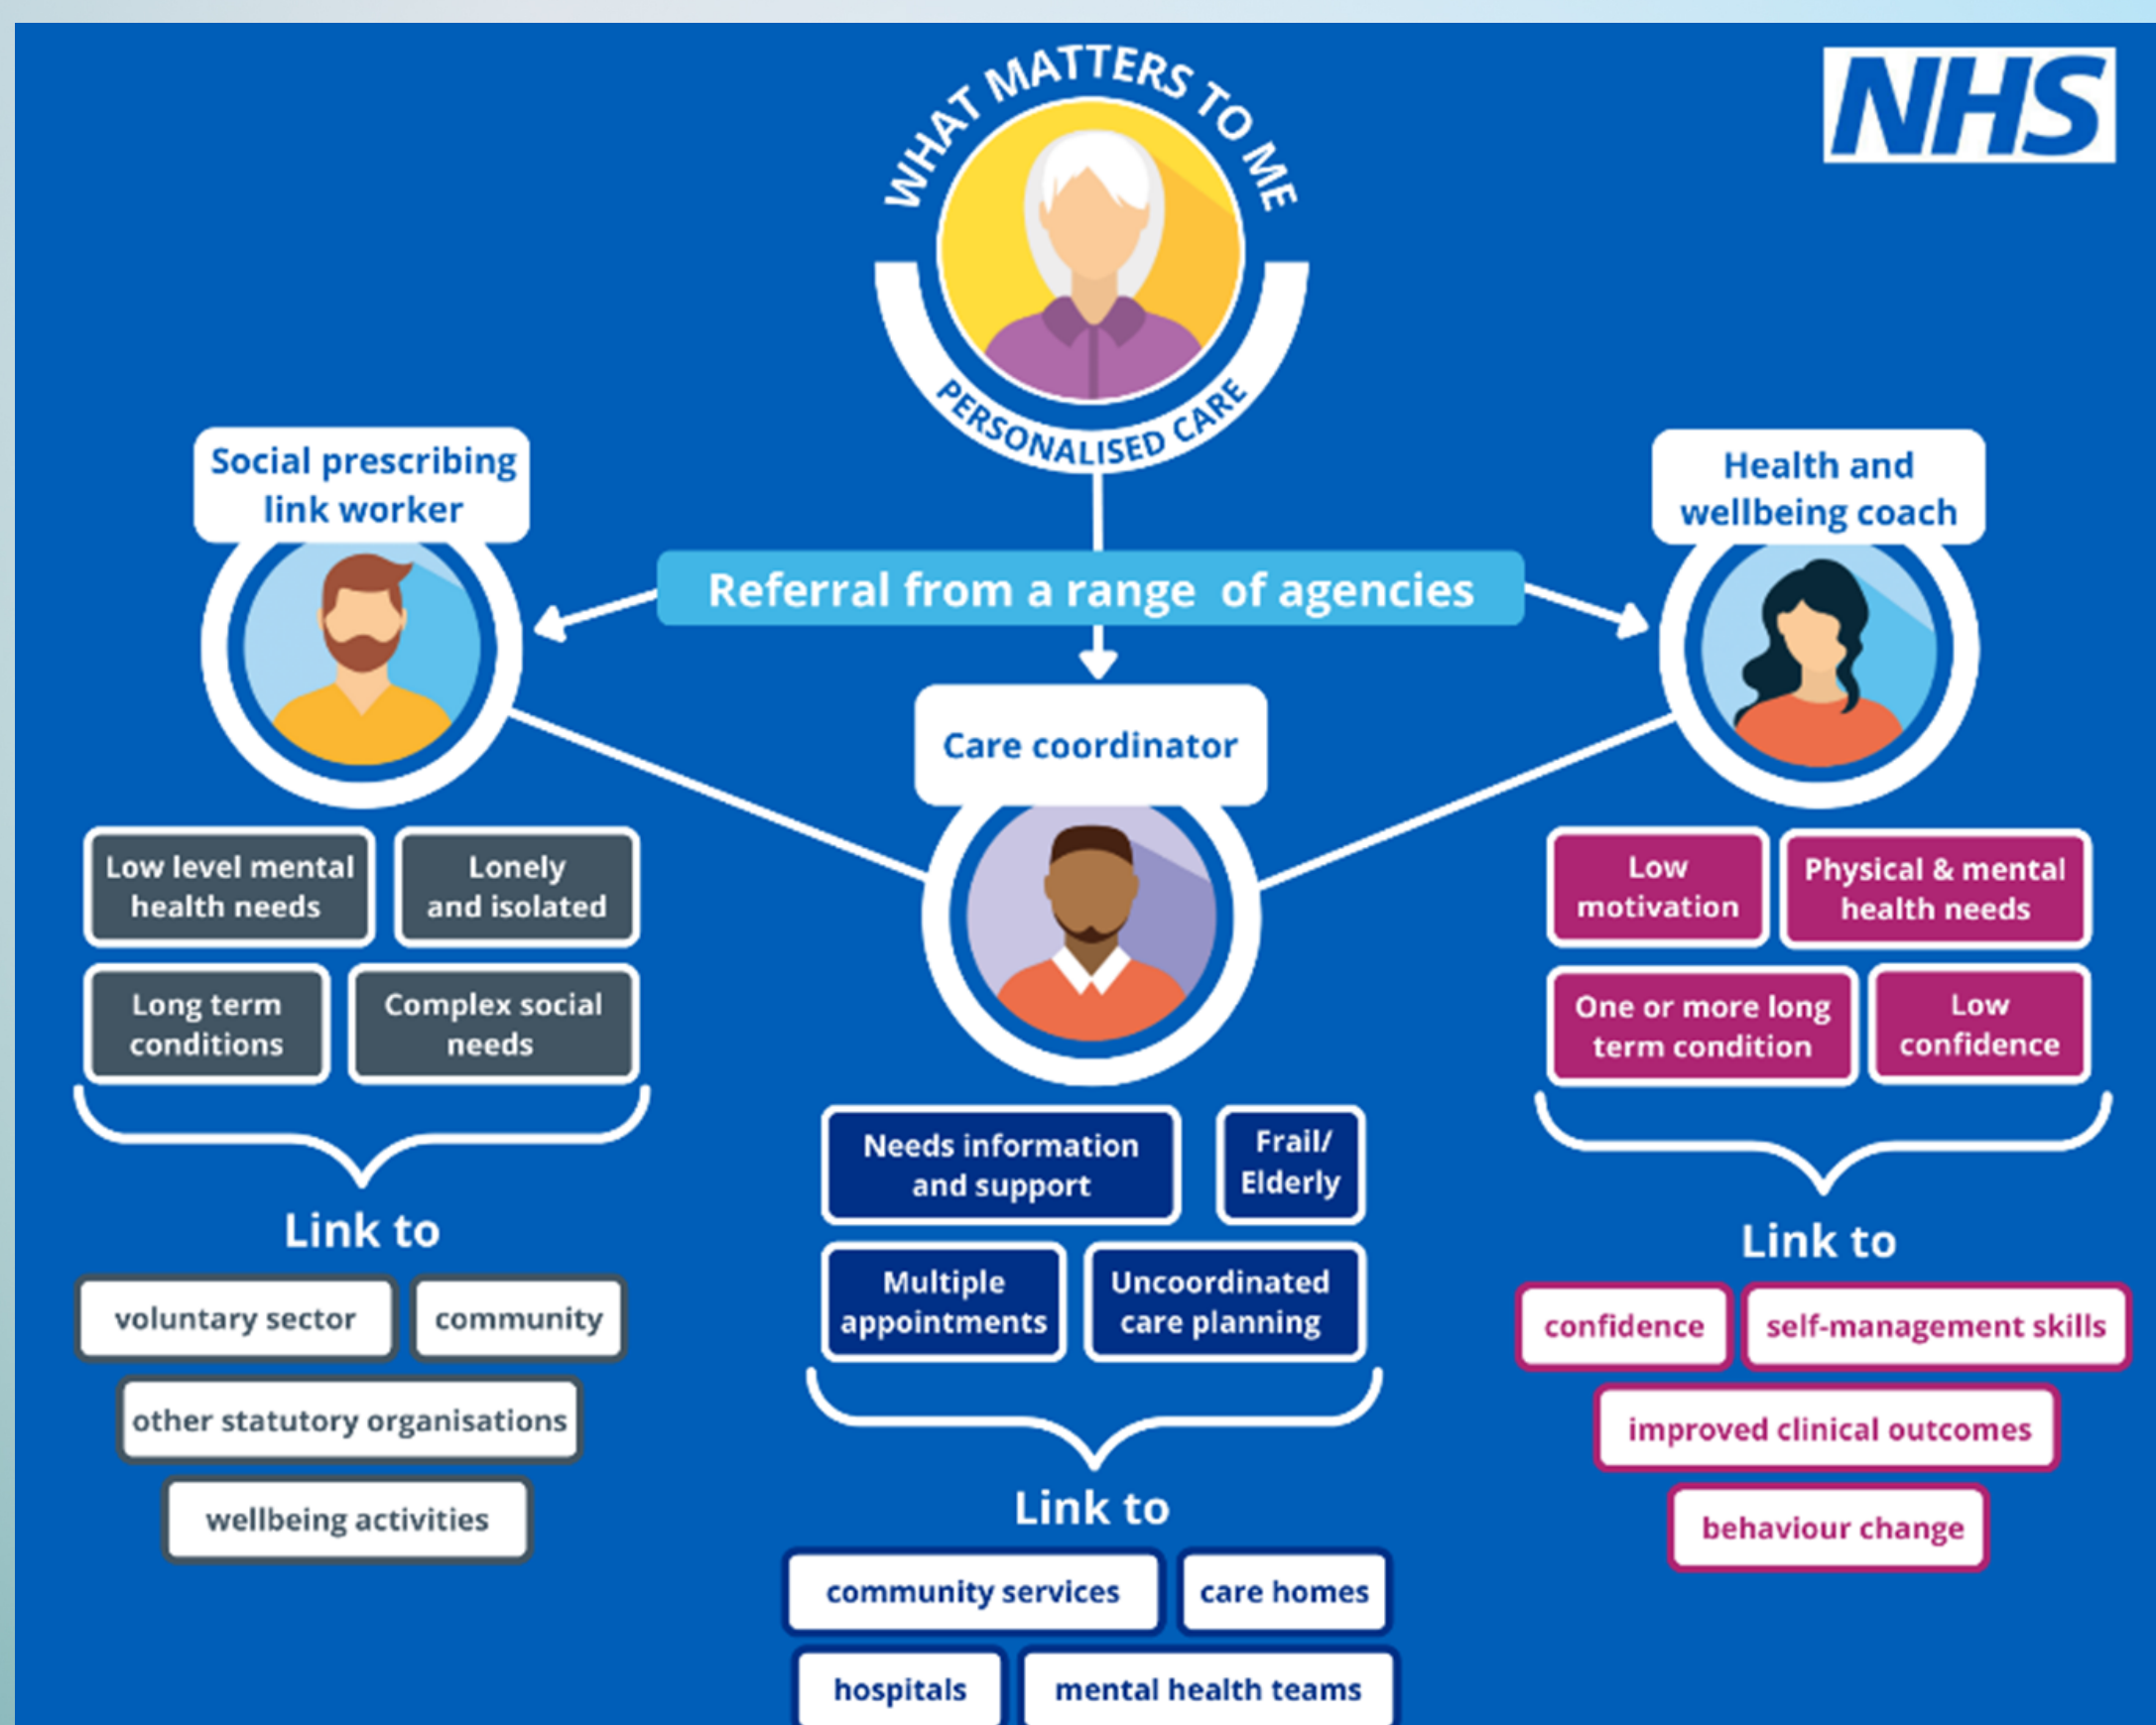 WHAT MATTERS TO ME
NHS
PERSONALISED CARE
Referral from a range of agencies
Social prescribing
link worker
Low level mental
health needs
Lonely
and isolated
Long term
conditions
Complex social
needs
Link to
voluntary sector
community
other statutory organisations
wellbeing activities
Care coordinator
Needs information
and support
Frail/
Elderly
Multiple
appointments
Uncoordinated
care planning
Link to
community services
care homes
hospitals
mental health teams
Health and
wellbeing coach
Low
motivation
Physical & mental
health needs
One or more long
term condition
Low
confidence
Link to
confidence
self-management skills
improved clinical outcomes
behaviour change